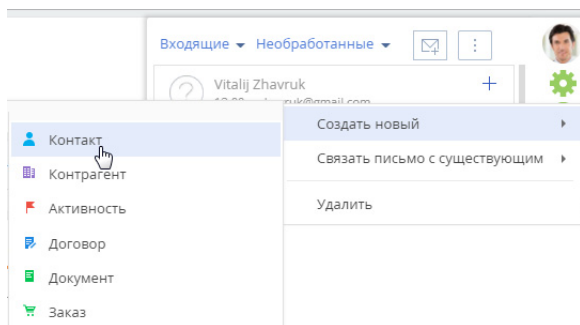 Входящие Необработанные
Vitalij Zhavruk
Создать новый
Связать письмо с существующим
Удалить
Контакт
Контрагент
Активность
Договор
Документ
Заказ